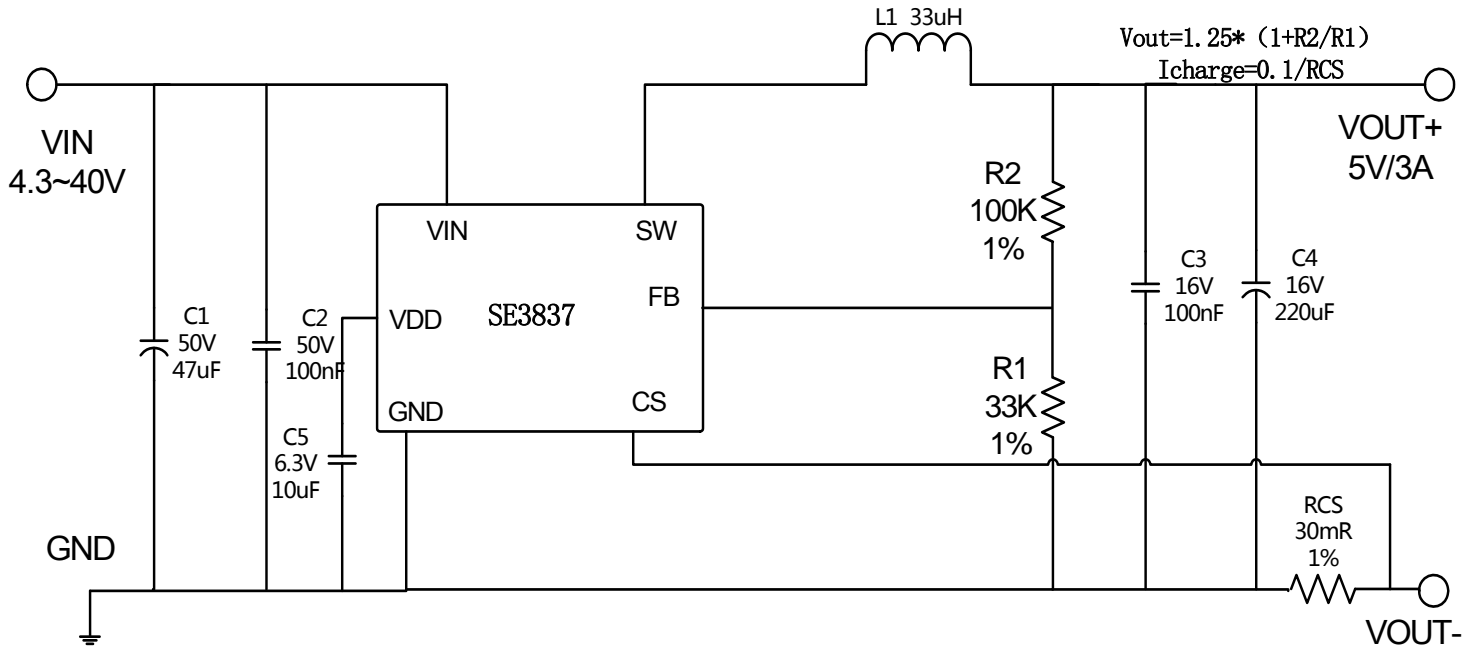 L1 33uH
Vout=1.25* (1+R2/R1)
Icharge=0.1/RCS
VIN
4.3~40V
VOUT+
5V/3A
R2
100K
1%
VIN
SW
FB
VDD
SE3837
GND
CS
C1
50V
47uF
C2
50V
100nF
C3
16V
100nF
C4
16V
220uF
R1
33K
1%
C5
6.3V
10uF
RCS
30mR
1%
GND
VOUT-